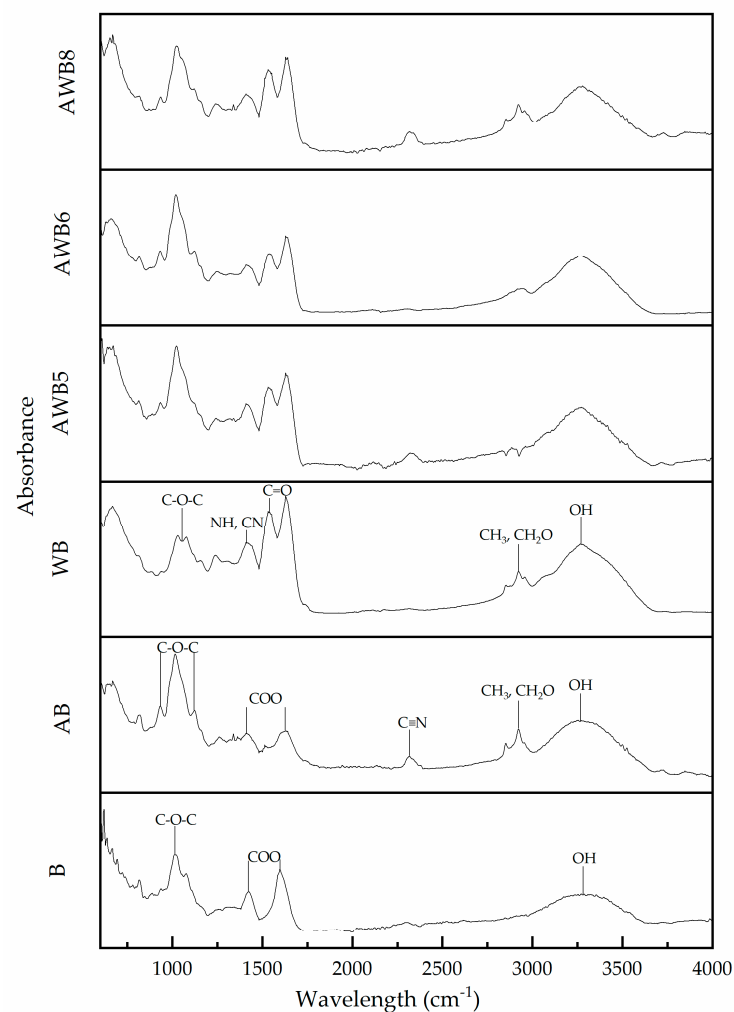 AWB8
AWB6
AWB5
C-O-C
NH, CN
C=O
CH₃, CH₂O
OH
WB
C-O-C
COO
C≡N
CH₃, CH₂O
OH
AB
C-O-C
COO
OH
B
Absorbance
1000 1500 2000 2500 3000 3500 4000
Wavelength (cm⁻¹)